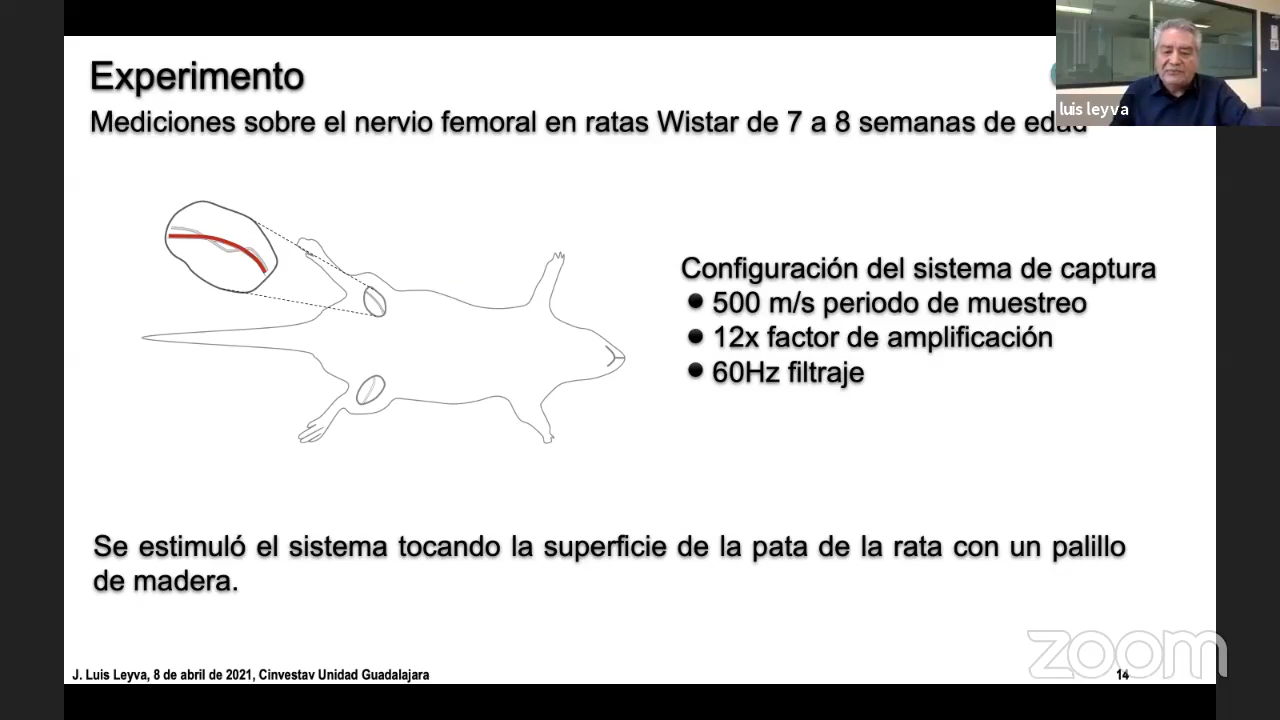 Experimento
luis leyva
Mediciones sobre el nervio femoral en ratas Wistar de 7 a 8 semanas de edad
Configuración del sistema de captura
● 500 m/s periodo de muestreo
● 12x factor de amplificación
● 60Hz filtraje
Se estimuló el sistema tocando la superficie de la pata de la rata con un palillo
de madera.
zoom
J. Luis Leyva, 8 de abril de 2021, Cinvestav Unidad Guadalajara
14